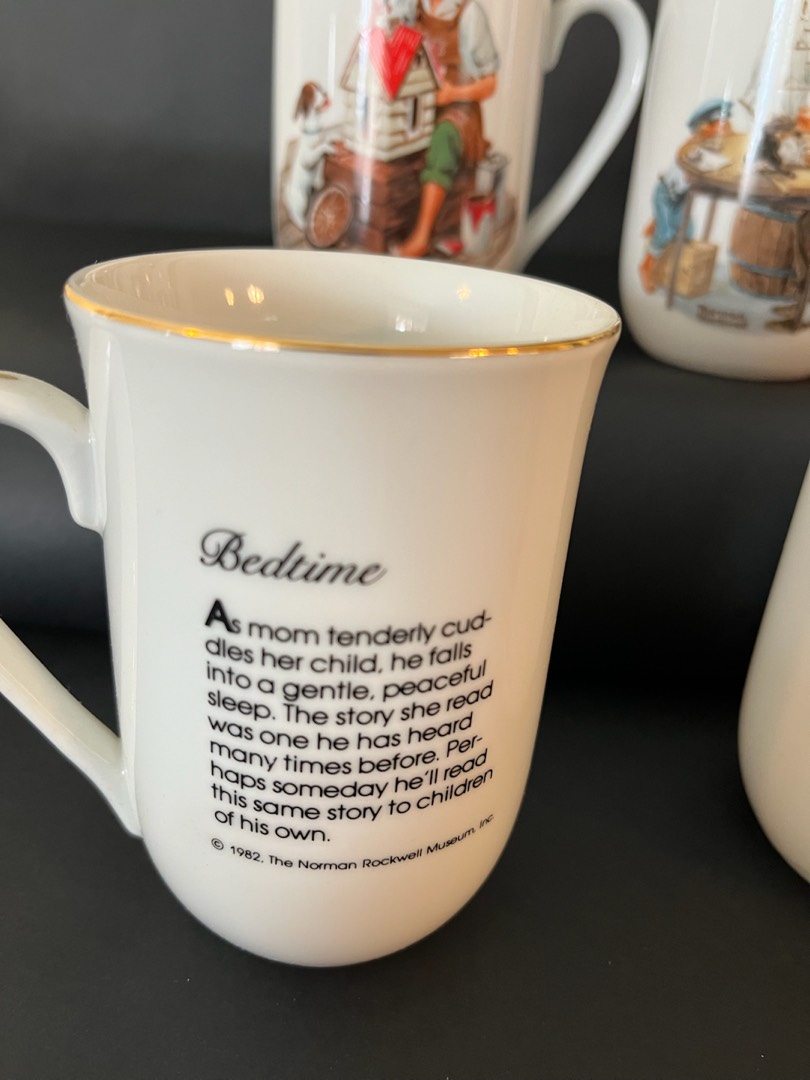 Bedtime
As mom tenderly cud-
dles her child, he falls
into a gentle, peaceful
sleep. The story she read
was one he has heard
many times before. Per-
haps someday he'll read
this same story to children
of his own.
© 1982, The Norman Rockwell Museum, Inc.